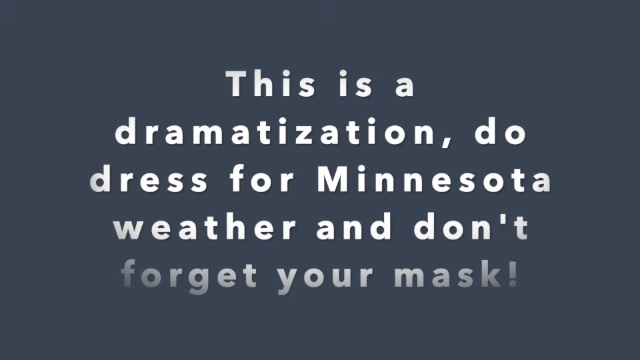 This is a
dramatization, do
dress for Minnesota
weather and don't
forget your mask!